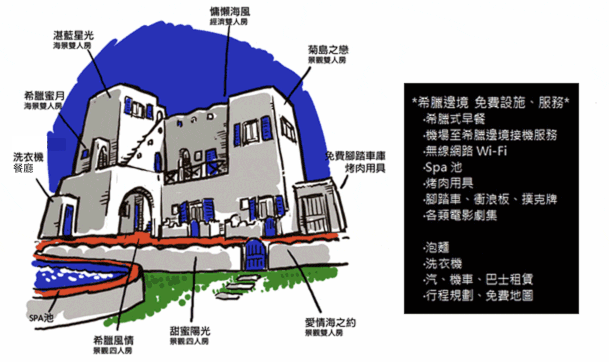 慵懶海風
經濟雙人房
湛藍星光
海景雙人房
菊島之戀
景觀雙人房
希臘蜜月
海景雙人房
洗衣機
餐廳
免費腳踏車庫
烤肉用具
SPA池
希臘風情
景觀四人房
甜蜜陽光
景觀四人房
愛情海之約
景觀雙人房
*希臘邊境 免費設施、服務*
‧希臘式早餐
‧機場至希臘邊境接機服務
‧無線網路 Wi-Fi
‧Spa 池
‧烤肉用具
‧腳踏車、衝浪板、撲克牌
‧各類電影劇集
‧泡麵
‧洗衣機
‧汽、機車、巴士租賃
‧行程規劃、免費地圖